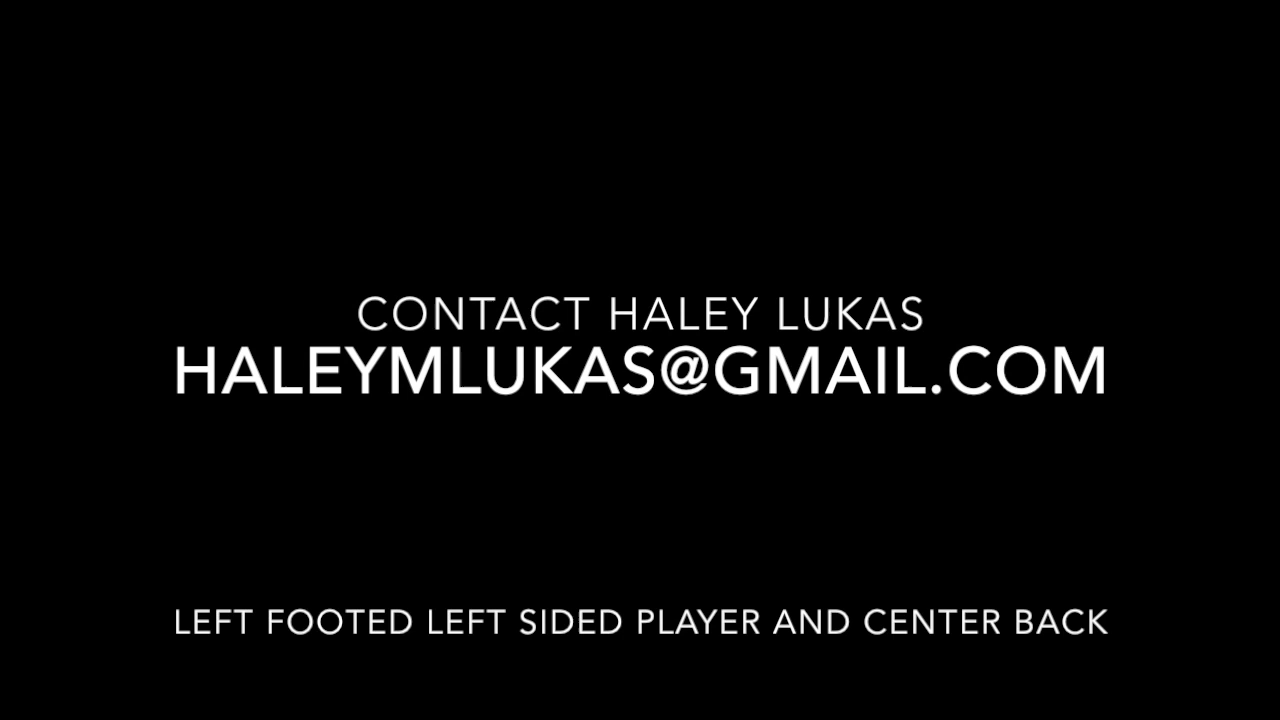 CONTACT HALEY LUKAS
HALEYMLUKAS@GMAIL.COM
LEFT FOOTED LEFT SIDED PLAYER AND CENTER BACK